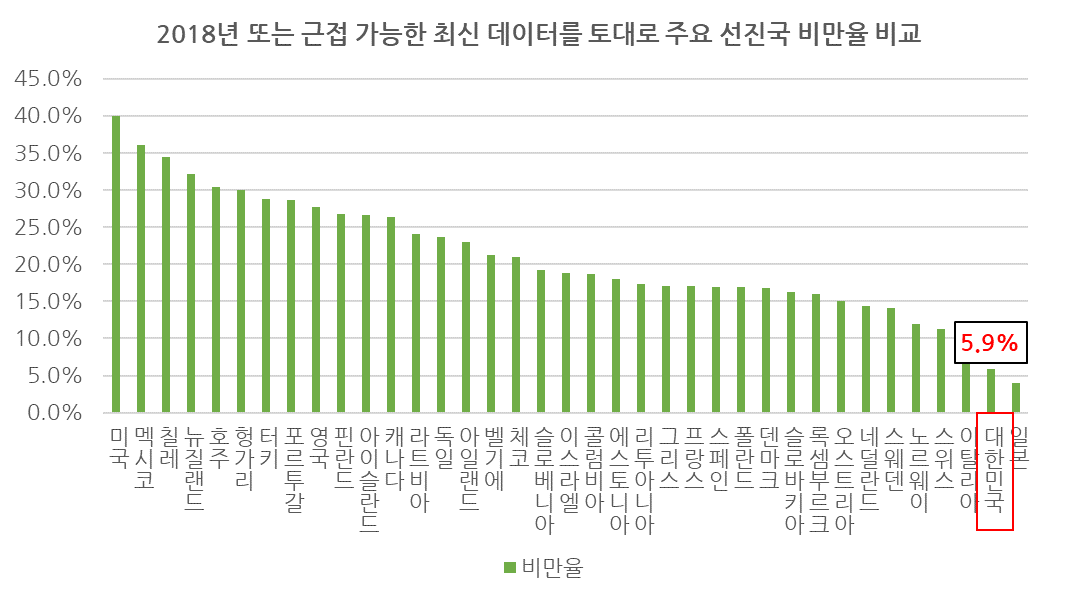 2018년 또는 근접 가능한 최신 데이터를 토대로 주요 선진국 비만율 비교
45.0%
40.0%
35.0%
30.0%
25.0%
20.0%
15.0%
10.0%
5.0%
0.0%
5.9%
미국
멕시코
칠레
뉴질랜드
호주
헝가리
터키
포르투갈
영국
핀란드
아이슬란드
캐나다
라트비아
독일
아일랜드
벨기에
체코
슬로베니아
이스라엘
콜럼비아
에스토니아
리투아니아
그리스
프랑스
스페인
폴란드
덴마크
슬로바키아
룩셈부르크
오스트리아
네덜란드
스웨덴
노르웨이
스위스
이탈리아
대한민국
일본
비만율